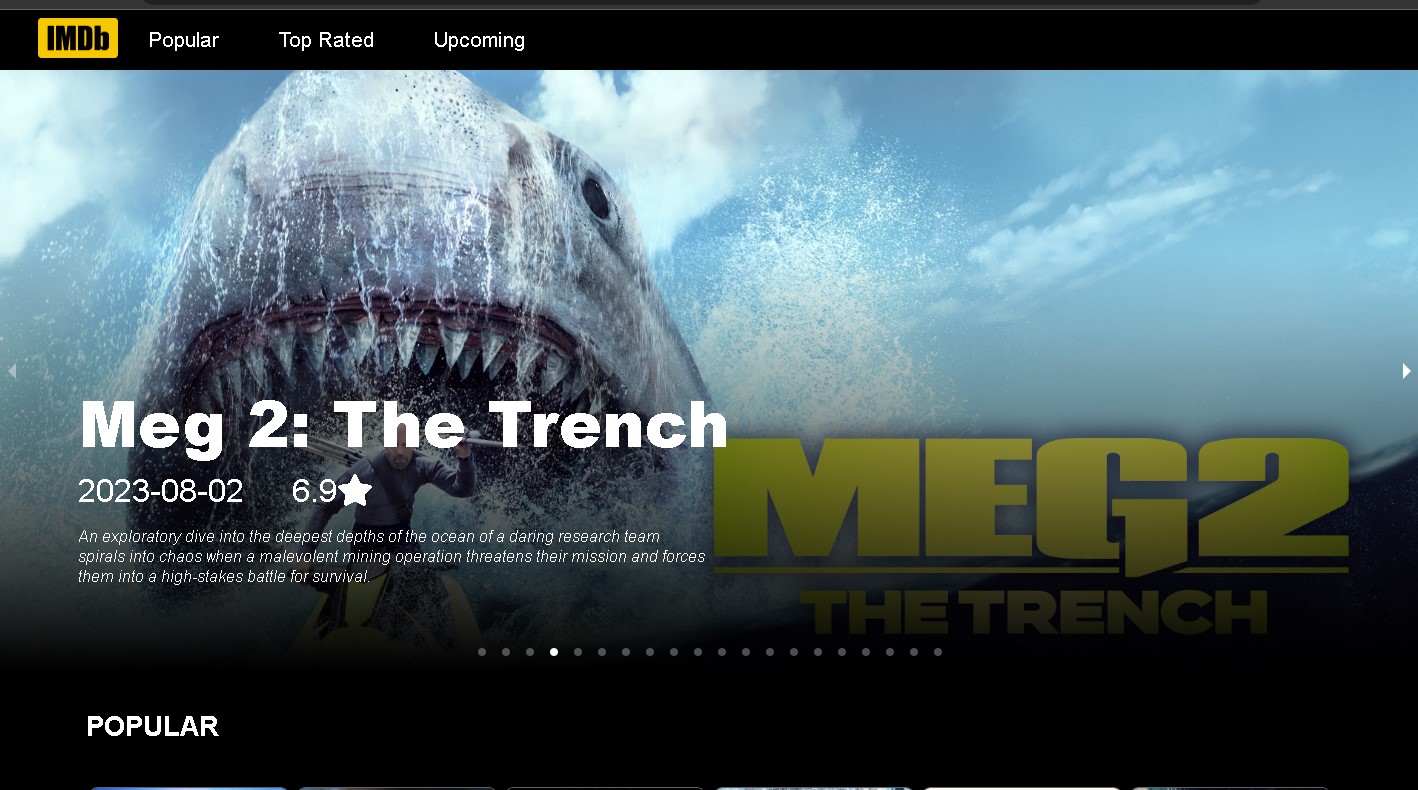 IMDb
Popular
Top Rated
Upcoming
Meg 2: The Trench
2023-08-02 6.9
An exploratory dive into the deepest depths of the ocean of a daring research team
spirals into chaos when a malevolent mining operation threatens their mission and forces
them into a high-stakes battle for survival.
MEG2
THE TRENCH
POPULAR